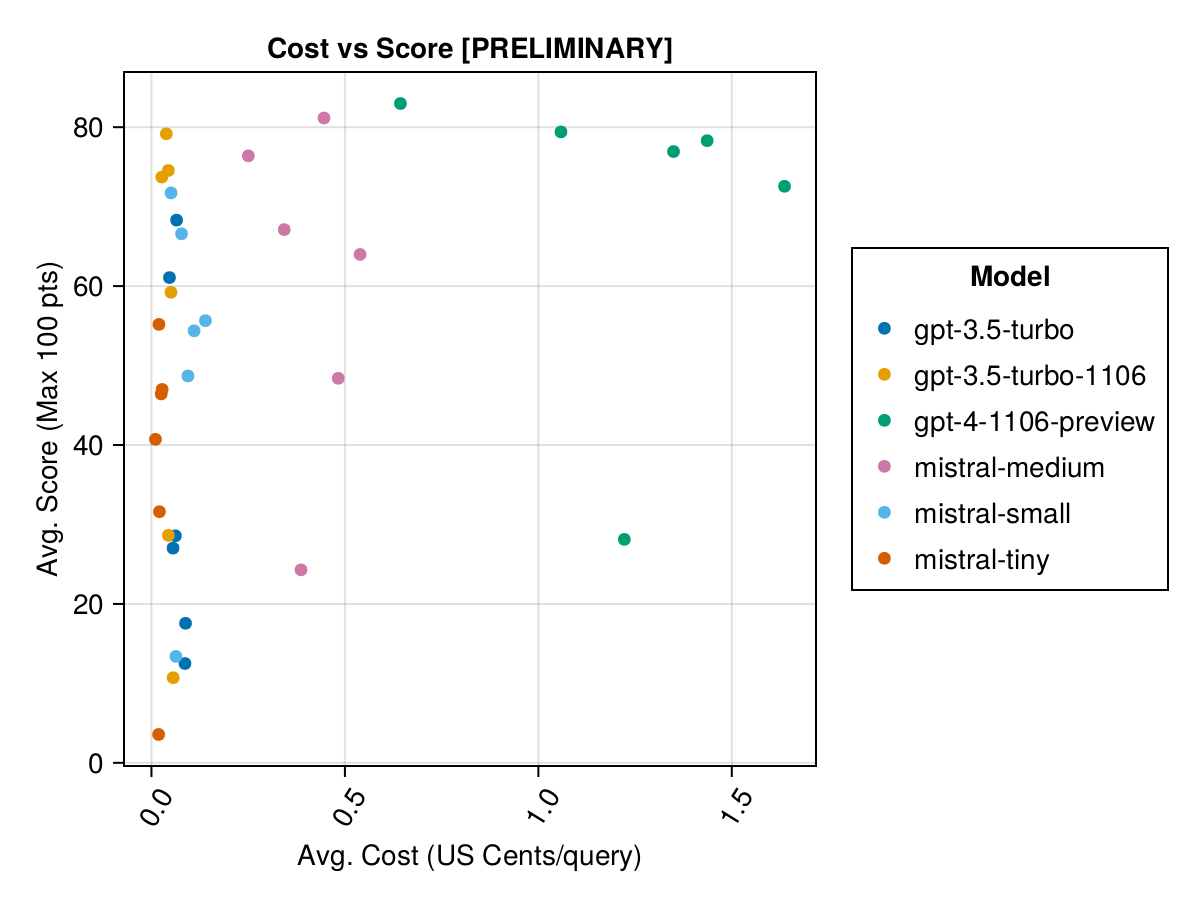 Cost vs Score [PRELIMINARY]
Avg. Score (Max 100 pts)
80
60
40
20
0
0.0
0.5
1.0
1.5
Avg. Cost (US Cents/query)
Model
gpt-3.5-turbo
gpt-3.5-turbo-1106
gpt-4-1106-preview
mistral-medium
mistral-small
mistral-tiny